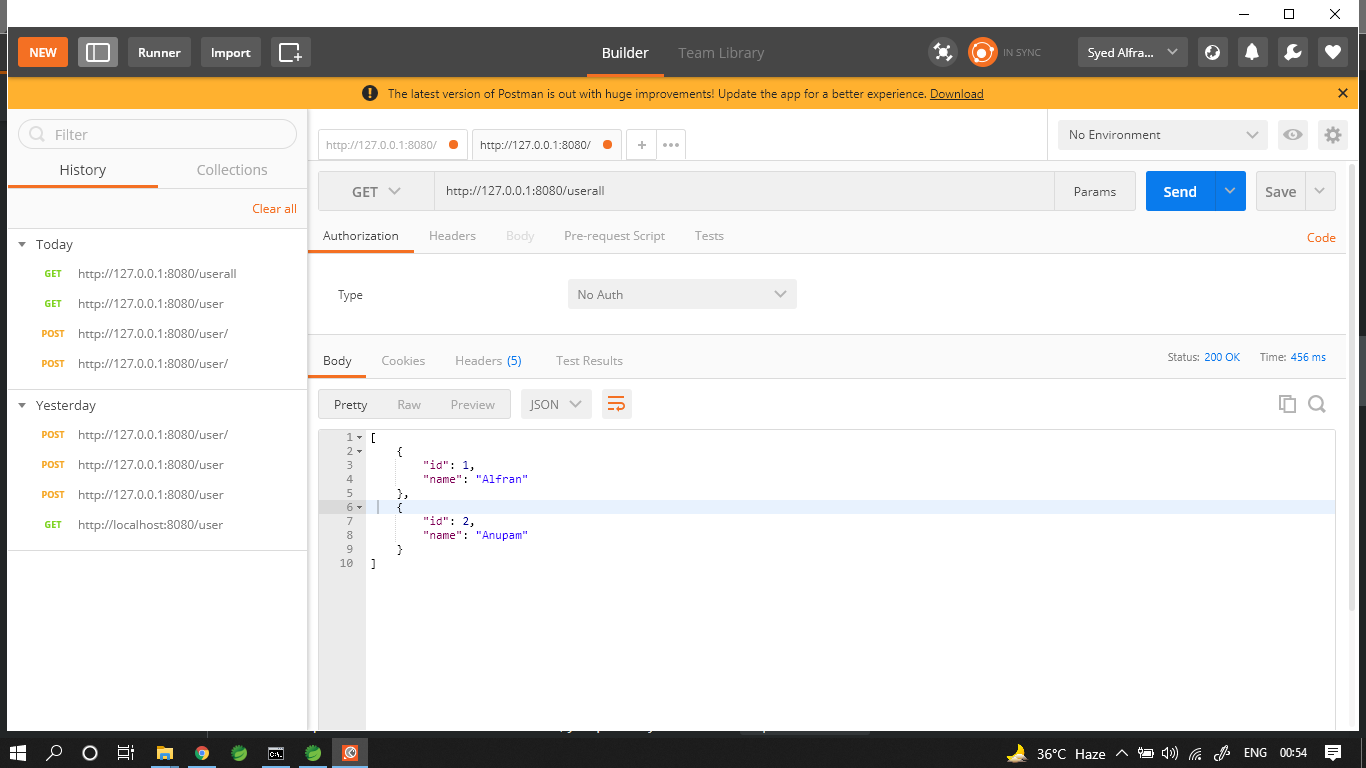 NEW Runner Import Builder Team Library IN SYNC Syed Alfra...
The latest version of Postman is out with huge improvements! Update the app for a better experience. Download
Filter
History Collections
Clear all
Today
GET http://127.0.0.1:8080/userall
GET http://127.0.0.1:8080/user
POST http://127.0.0.1:8080/user/
POST http://127.0.0.1:8080/user/
Yesterday
POST http://127.0.0.1:8080/user/
POST http://127.0.0.1:8080/user
POST http://127.0.0.1:8080/user
GET http://localhost:8080/user
http://127.0.0.1:8080/ http://127.0.0.1:8080/ + ••• No Environment
GET http://127.0.0.1:8080/userall Params Send Save
Authorization Headers Body Pre-request Script Tests Code
Type No Auth
Body Cookies Headers (5) Test Results Status: 200 OK Time: 456 ms
Pretty Raw Preview JSON
1 [
2 {
3 "id": 1,
4 "name": "Alfran"
5 },
6 {
7 "id": 2,
8 "name": "Anupam"
9 }
10 ]
36°C Haze ENG 00:54